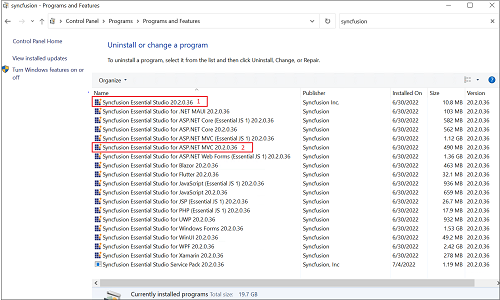 Programs and Features
Control Panel > Programs > Programs and Features
syncfusion
Control Panel Home
View installed updates
Turn Windows features on or off
Uninstall or change a program
To uninstall a program, select it from the list and then click Uninstall, Change, or Repair.
Organize
Name Publisher Installed On Size Version
Syncfusion Essential Studio 20.2.0.36 1 Syncfusion Inc. 6/30/2022 10.8 MB 20.2.0.36
Syncfusion Essential Studio for .NET MAUI 20.2.0.36 Syncfusion, Inc. 6/30/2022 103 MB 20.2.0.36
Syncfusion Essential Studio for ASP.NET Core (Essential JS 1) 20.2.0.36 Syncfusion, Inc. 6/30/2022 582 MB 20.2.0.36
Syncfusion Essential Studio for ASP.NET Core 20.2.0.36 Syncfusion, Inc. 6/30/2022 562 MB 20.2.0.36
Syncfusion Essential Studio for ASP.NET MVC (Essential JS 1) 20.2.0.36 Syncfusion, Inc. 6/30/2022 1.12 GB 20.2.0.36
Syncfusion Essential Studio for ASP.NET MVC 20.2.0.36 2 Syncfusion, Inc. 6/30/2022 490 MB 20.2.0.36
Syncfusion Essential Studio for ASP.NET Web Forms (Essential JS 1) 20.2.0.36 Syncfusion, Inc. 6/30/2022 1.36 GB 20.2.0.36
Syncfusion Essential Studio for Blazor 20.2.0.36 Syncfusion, Inc. 6/30/2022 463 MB 20.2.0.36
Syncfusion Essential Studio for Flutter 20.2.0.36 Syncfusion, Inc. 6/30/2022 32.1 MB 20.2.0.36
Syncfusion Essential Studio for JavaScript (Essential JS 1) 20.2.0.36 Syncfusion, Inc. 6/30/2022 936 MB 20.2.0.36
Syncfusion Essential Studio for JavaScript 20.2.0.36 Syncfusion, Inc. 6/30/2022 659 MB 20.2.0.36
Syncfusion Essential Studio for JSP (Essential JS 1) 20.2.0.36 Syncfusion, Inc. 6/30/2022 26.7 MB 20.2.0.36
Syncfusion Essential Studio for PHP (Essential JS 1) 20.2.0.36 Syncfusion, Inc. 6/30/2022 17.9 MB 20.2.0.36
Syncfusion Essential Studio for UWP 20.2.0.36 Syncfusion, Inc. 6/30/2022 932 MB 20.2.0.36
Syncfusion Essential Studio for Windows Forms 20.2.0.36 Syncfusion, Inc. 6/30/2022 1.53 GB 20.2.0.36
Syncfusion Essential Studio for WinUI 20.2.0.36 Syncfusion, Inc. 6/30/2022 49.2 MB 20.2.0.36
Syncfusion Essential Studio for WPF 20.2.0.36 Syncfusion, Inc. 6/30/2022 2.42 GB 20.2.0.36
Syncfusion Essential Studio for Xamarin 20.2.0.36 Syncfusion, Inc. 6/30/2022 278 MB 20.2.0.36
Syncfusion Essential Studio Service Pack 20.2.0.36 Syncfusion, Inc. 7/4/2022 1.19 MB 20.2.0.36
Currently installed programs Total size: 19.7 GB